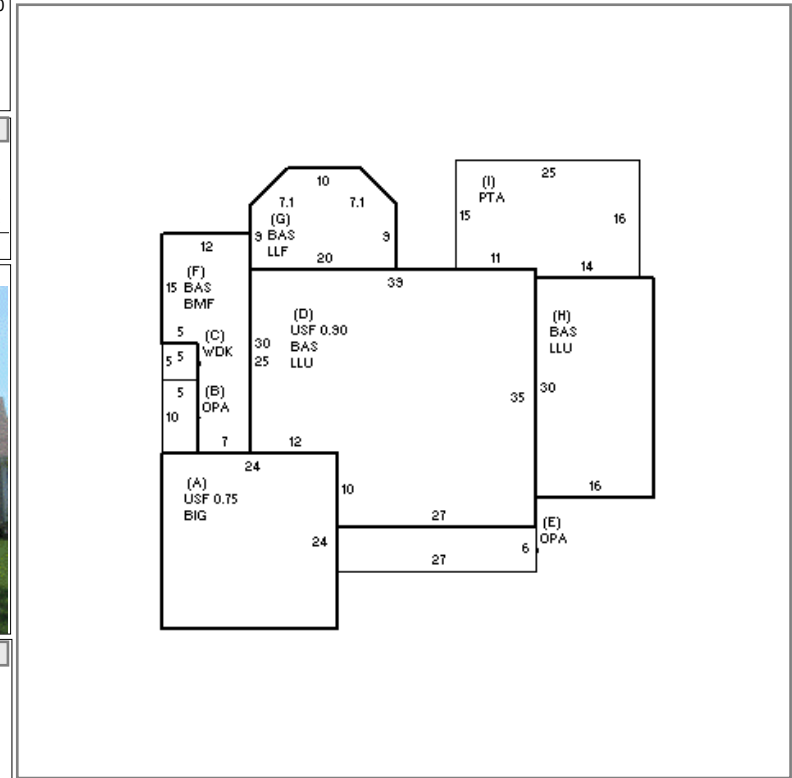 10
7.1 7.1
(G)
9 BAS 9
LLF
20
25
(I)
PTA
15
16
11
14
12
(F)
15 BAS
BMF
5
39
(D)
USF 0.90
30 BAS
25 LLU
(C)
WDK
5 5
5
(B)
OPA
10
7
12
35
(H)
BAS
LLU
30
16
24
(A)
USF 0.75
BIG
10
24
27
(E)
OPA
6
27